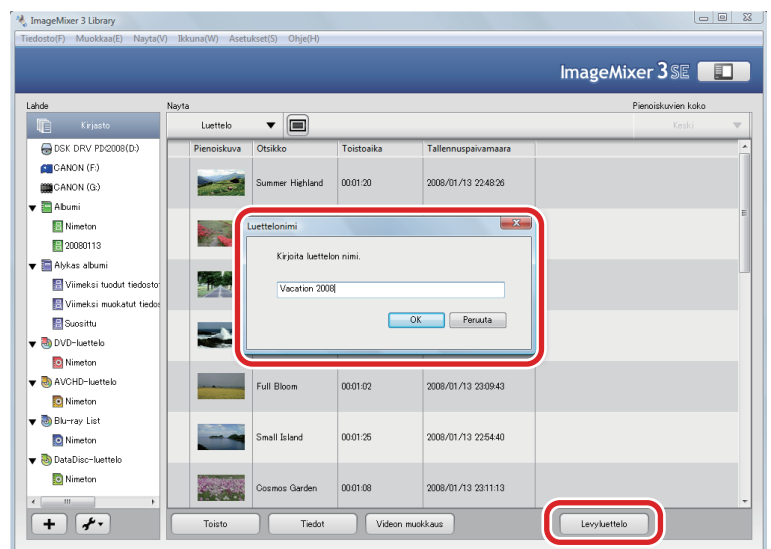 ImageMixer 3 Library
Tiedosto(F) Muokkaa(E) Nayta(V) Ikkuna(W) Asetukset(S) Ohje(H)
ImageMixer 3 SE
Lahde
Nayta
Pienoiskuvien koko
Kirjasto
Luettelo
Keski
DSK DRV PDX2008(D:)
CANON (F:)
CANON (G:)
Albumi
Nimeton
20080113
Alykas albumi
Viimeksi tuodut tiedosto
Viimeksi muokatut tiedos
Suosittu
DVD-luettelo
Nimeton
AVCHD-luettelo
Nimeton
Blu-ray List
Nimeton
DataDisc-luettelo
Nimeton
Pienoiskuva Otsikko Toistoaika Tallennuspaivamaara
Summer Highland 00:01:20 2008/01/13 22:48:26
Luettelonimi
Kirjoita luettelon nimi.
Vacation 2008
OK Peruuta
Full Bloom 00:01:02 2008/01/13 23:09:43
Small Island 00:01:25 2008/01/13 22:54:40
Cosmos Garden 00:01:08 2008/01/13 23:11:13
Toisto Tiedot Videon muokkaus Levyluettelo